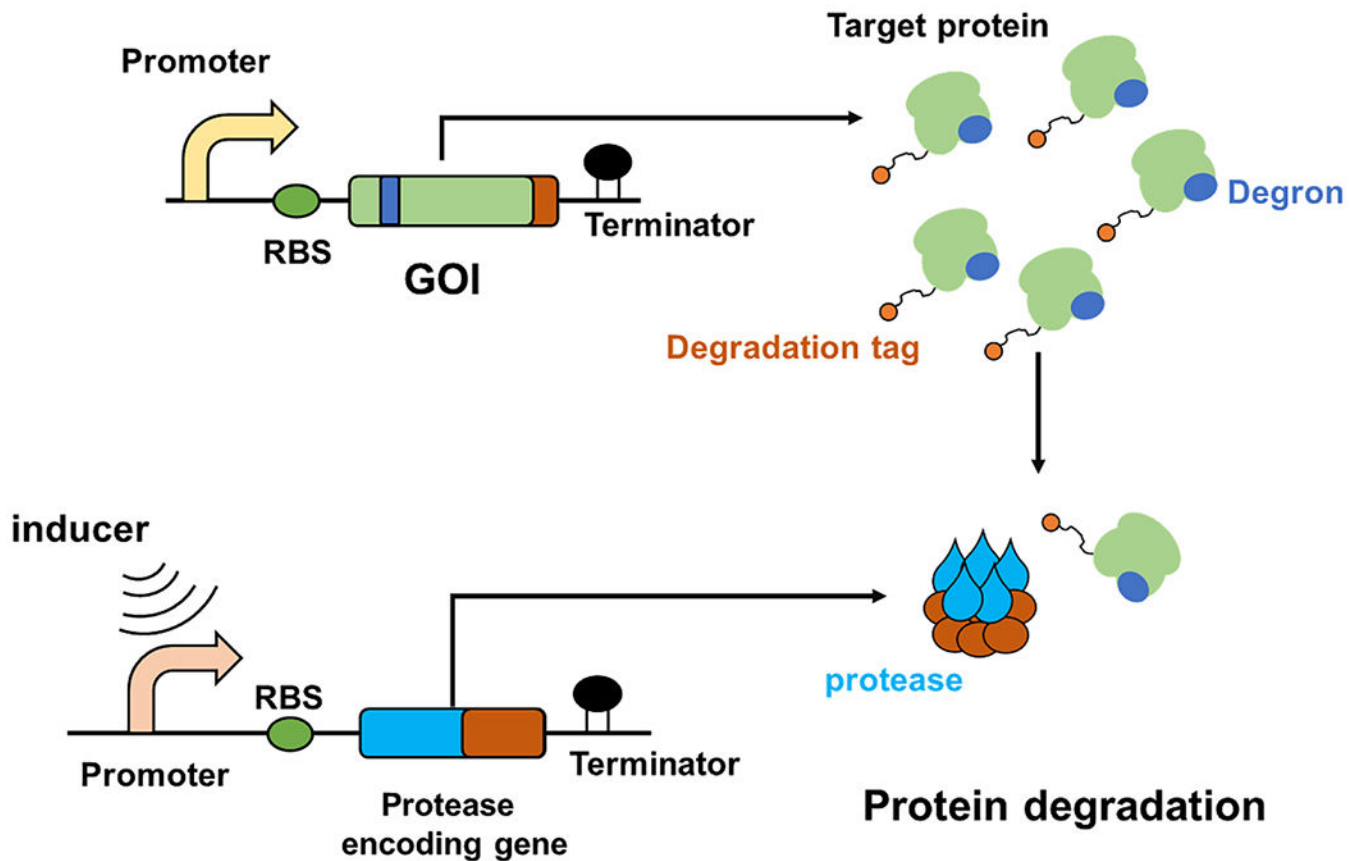 Target protein
Promoter
Degron
RBS
Terminator
GOI
Degradation tag
inducer
RBS
protease
Promoter
Terminator
Protease
encoding gene
Protein degradation